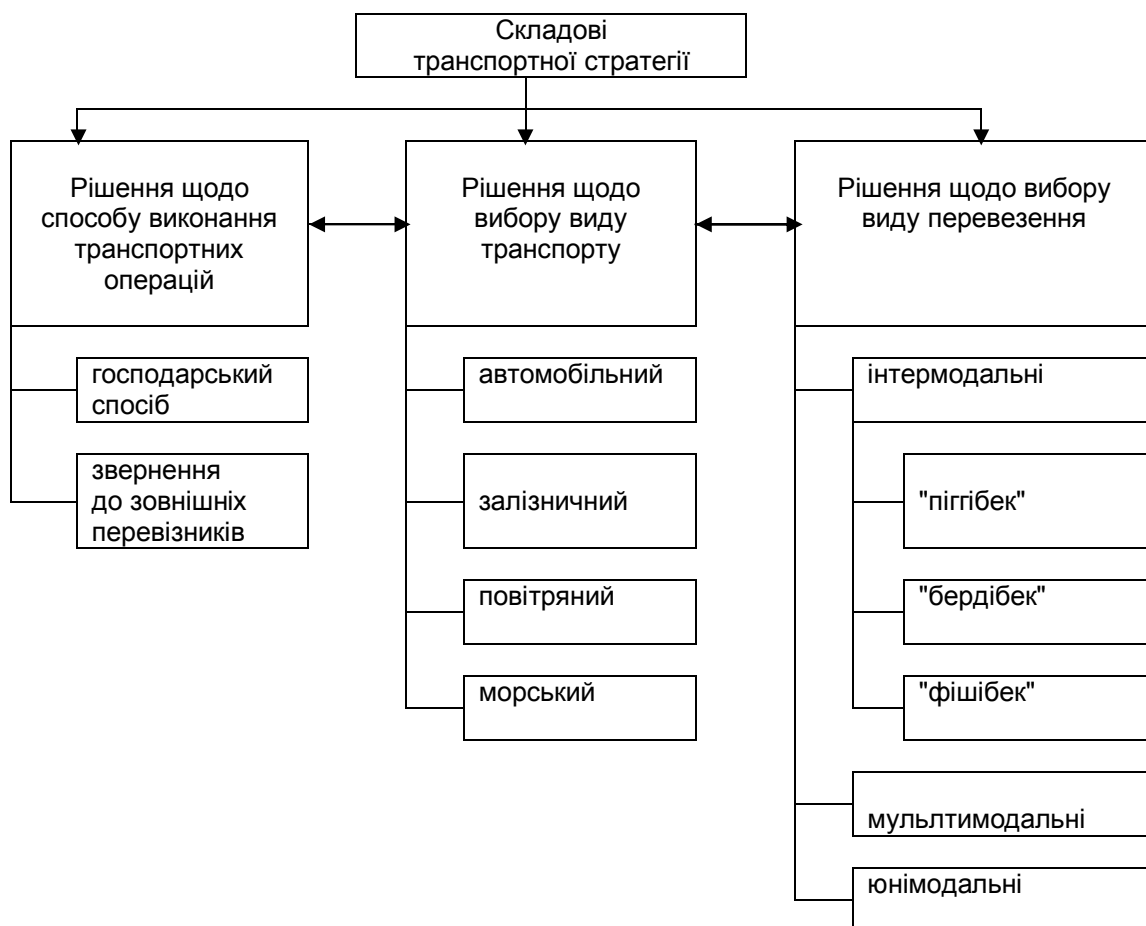 Складові
транспортної стратегії
Рішення щодо
способу виконання
транспортних
операцій
Рішення щодо
вибору виду
транспорту
Рішення щодо вибору
виду перевезення
господарський
спосіб
звернення
до зовнішніх
перевізників
автомобільний
залізничний
повітряний
морський
інтермодальні
"піггібек"
"бердібек"
"фішібек"
мульлтимодальні
юнімодальні